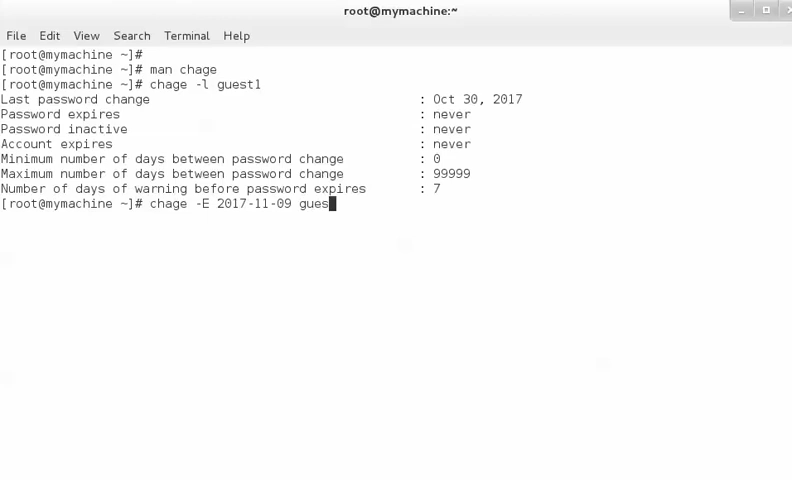 root@mymachine:~
File Edit View Search Terminal Help
[root@mymachine ~]#
[root@mymachine ~]# man chage
[root@mymachine ~]# chage -l guest1
Last password change : Oct 30, 2017
Password expires : never
Password inactive : never
Account expires : never
Minimum number of days between password change : 0
Maximum number of days between password change : 99999
Number of days of warning before password expires : 7
[root@mymachine ~]# chage -E 2017-11-09 gues